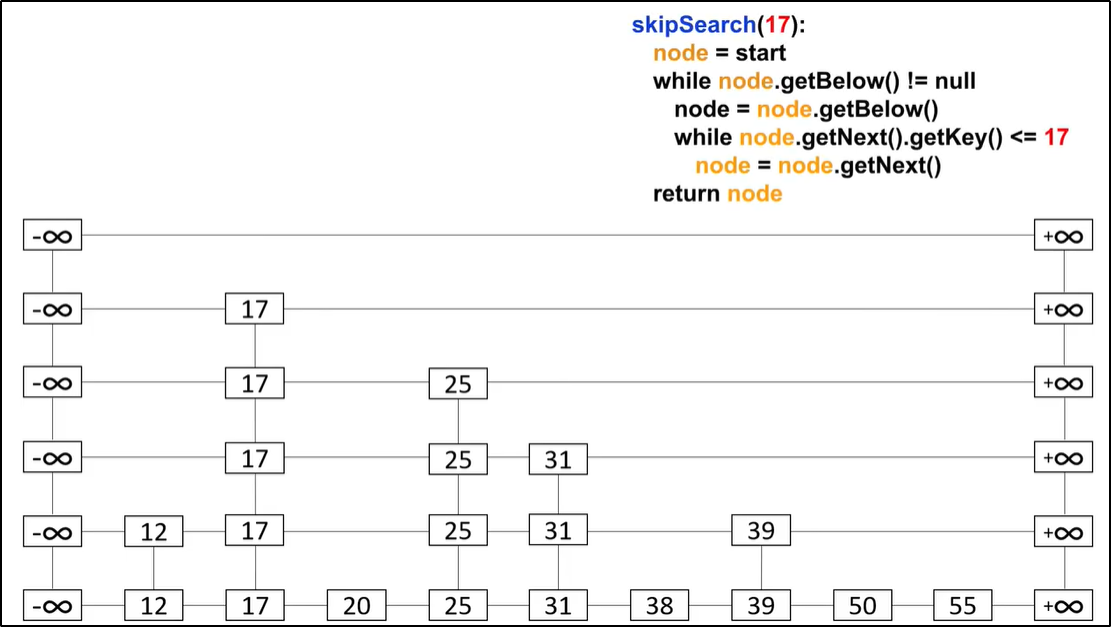 skipSearch(17):
node = start
while node.getBelow() != null
node = node.getBelow()
while node.getNext().getKey() <= 17
node = node.getNext()
return node
-∞ +∞
-∞ 17 +∞
-∞ 17 25 +∞
-∞ 17 25 31 +∞
-∞ 12 17 25 31 39 +∞
-∞ 12 17 20 25 31 38 39 50 55 +∞